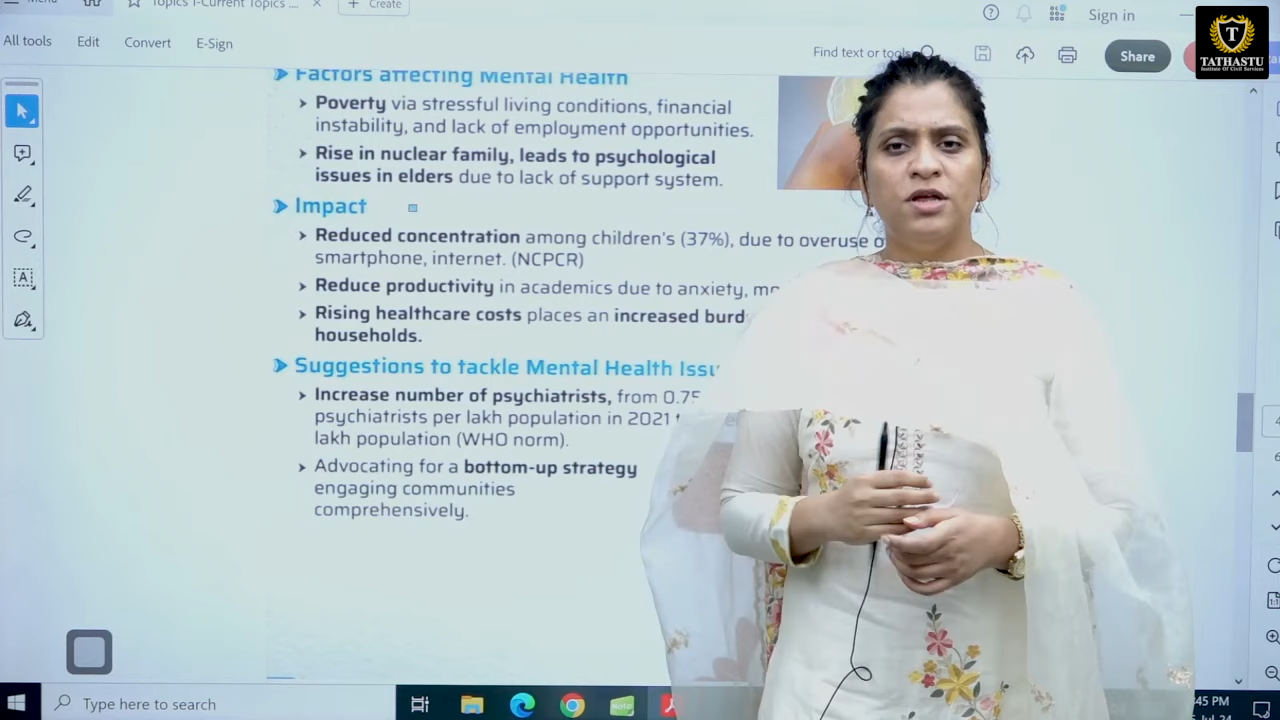 Menu
Topics 1-Current Topics ...
+ Create
Sign in
All tools
Edit
Convert
E-Sign
Find text or tools
Share
T
TATHASTU
Institute Of Civil Services
Factors affecting Mental Health
Poverty via stressful living conditions, financial
instability, and lack of employment opportunities.
Rise in nuclear family, leads to psychological
issues in elders due to lack of support system.
Impact
Reduced concentration among children's (37%), due to overuse
smartphone, internet. (NCPCR)
Reduce productivity in academics due to anxiety,
Rising healthcare costs places an increased
households.
Suggestions to tackle Mental Health
Increase number of psychiatrists, from 0.75
psychiatrists per lakh population in 2021
lakh population (WHO norm).
Advocating for a bottom-up strategy
engaging communities
comprehensively.
Type here to search
:45 PM